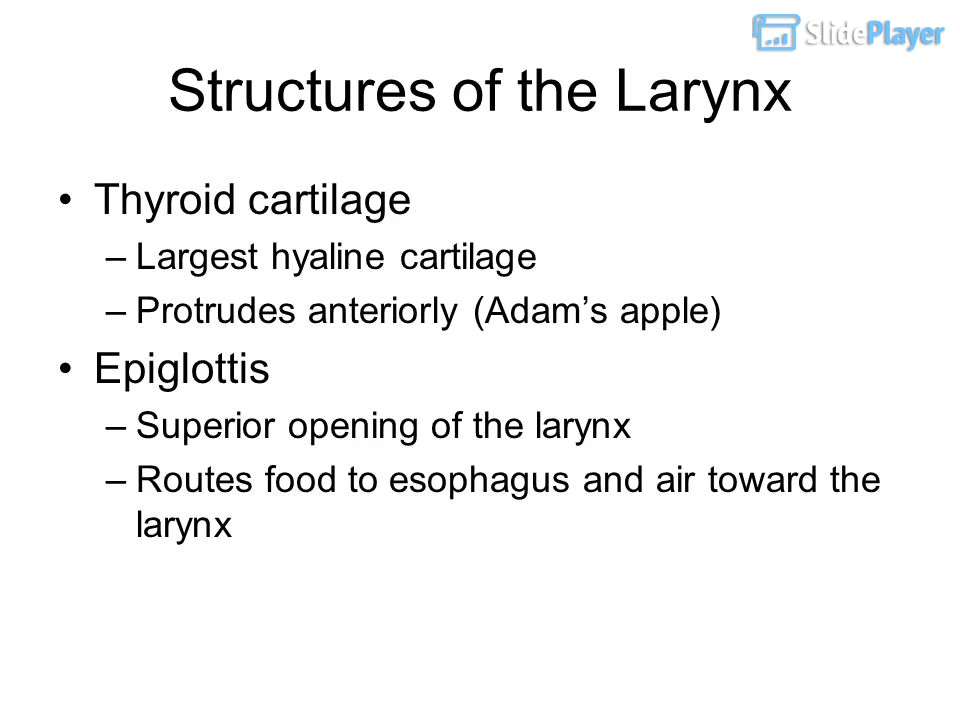 SlidePlayer
Structures of the Larynx
• Thyroid cartilage
– Largest hyaline cartilage
– Protrudes anteriorly (Adam’s apple)
• Epiglottis
– Superior opening of the larynx
– Routes food to esophagus and air toward the
larynx